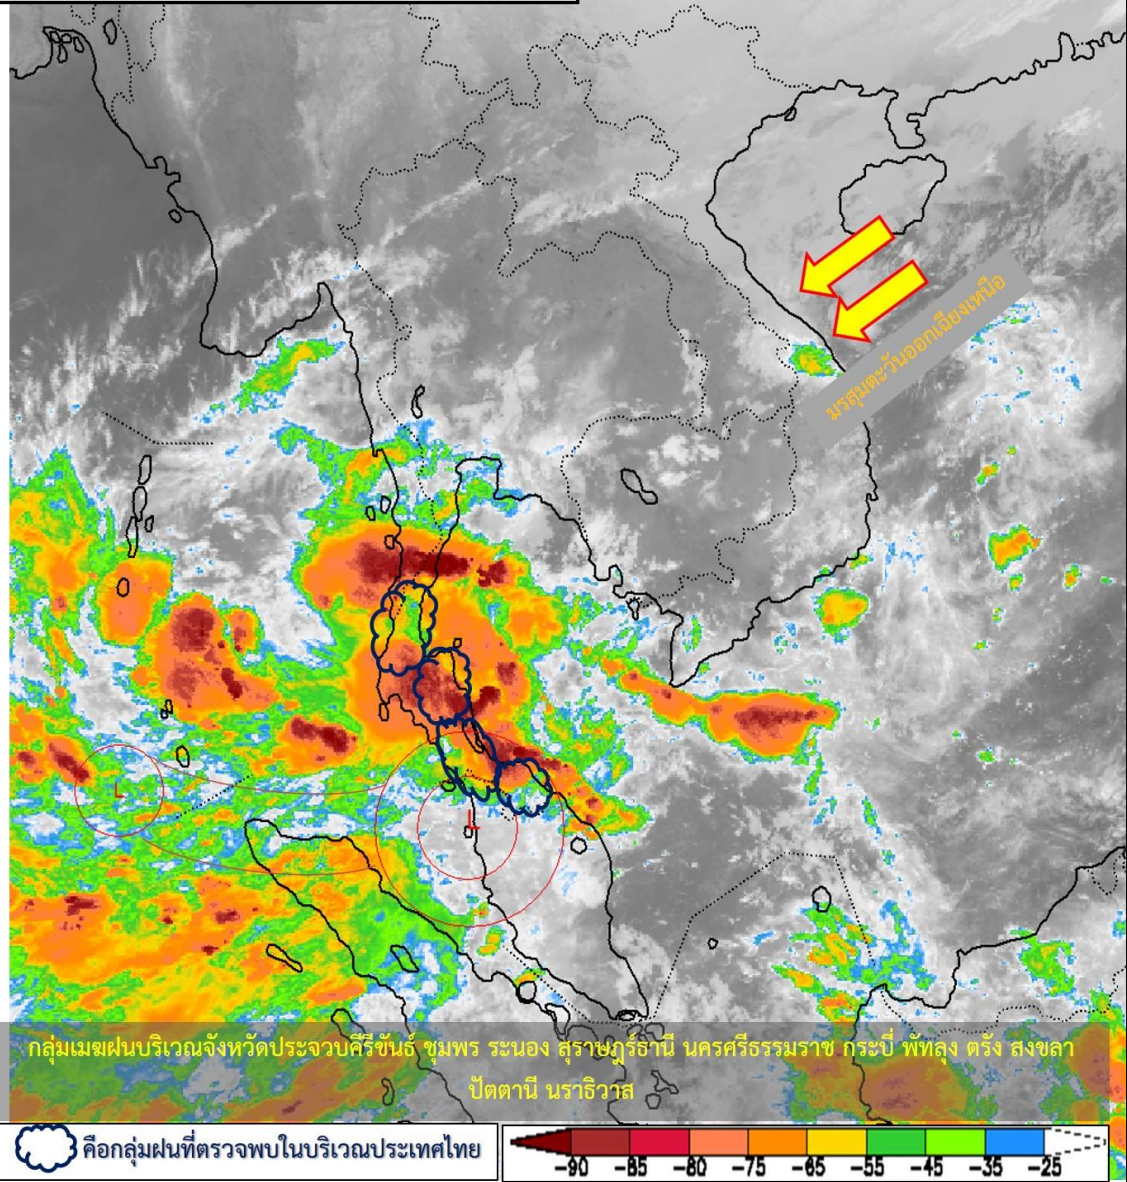 มรสุมตะวันออกเฉียงเหนือ
L
L
กลุ่มเมฆฝนบริเวณจังหวัดประจวบคีรีขันธ์ ชุมพร ระนอง สุราษฎร์ธานี นครศรีธรรมราช กระบี่ พัทลุง ตรัง สงขลา
ปัตตานี นราธิวาส
คือกลุ่มฝนที่ตรวจพบในบริเวณประเทศไทย
-90 -85 -80 -75 -65 -55 -45 -35 -25